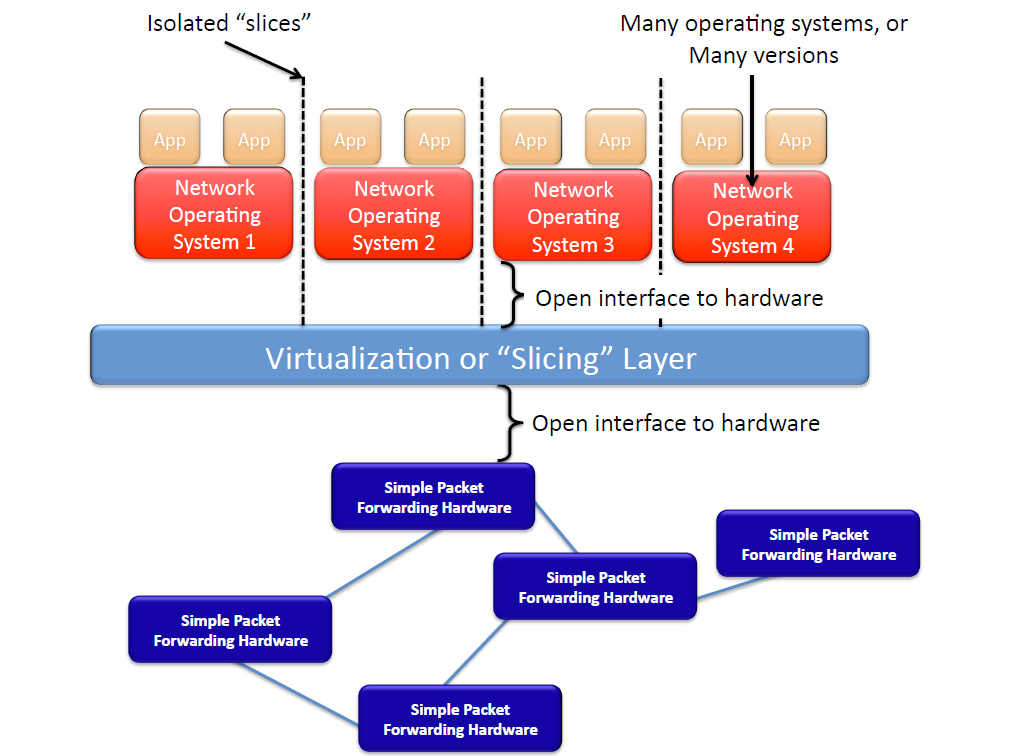 Isolated “slices”
Many operating systems, or
Many versions
App
App
App
App
App
App
App
App
Network
Operating
System 1
Network
Operating
System 2
Network
Operating
System 3
Network
Operating
System 4
Open interface to hardware
Virtualization or “Slicing” Layer
Open interface to hardware
Simple Packet
Forwarding Hardware
Simple Packet
Forwarding Hardware
Simple Packet
Forwarding Hardware
Simple Packet
Forwarding Hardware
Simple Packet
Forwarding Hardware